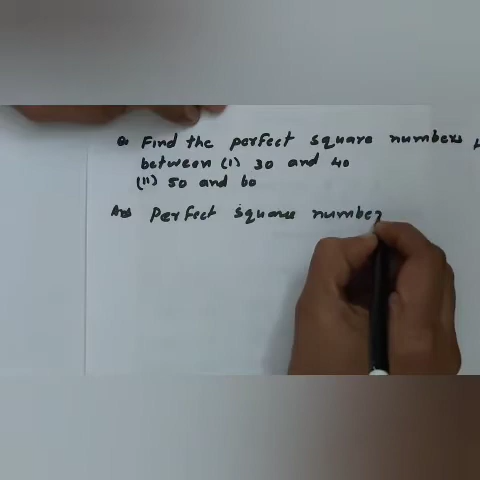 Q. Find the perfect square numbers
between (i) 30 and 40
(ii) 50 and 60
Ans Perfect square number